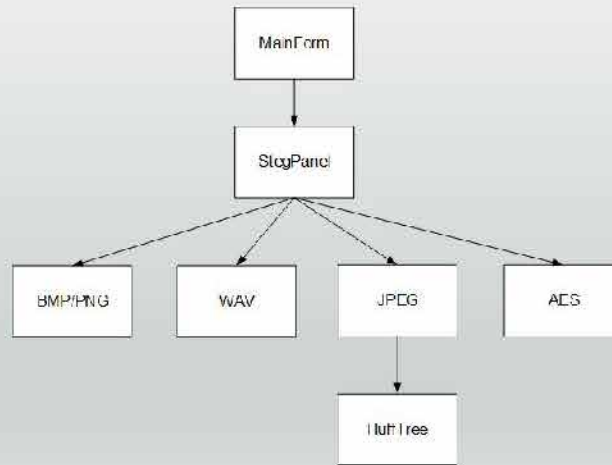 MainForm
StegPanel
BMP/PNG
WAV
JPEG
AES
HuffTree